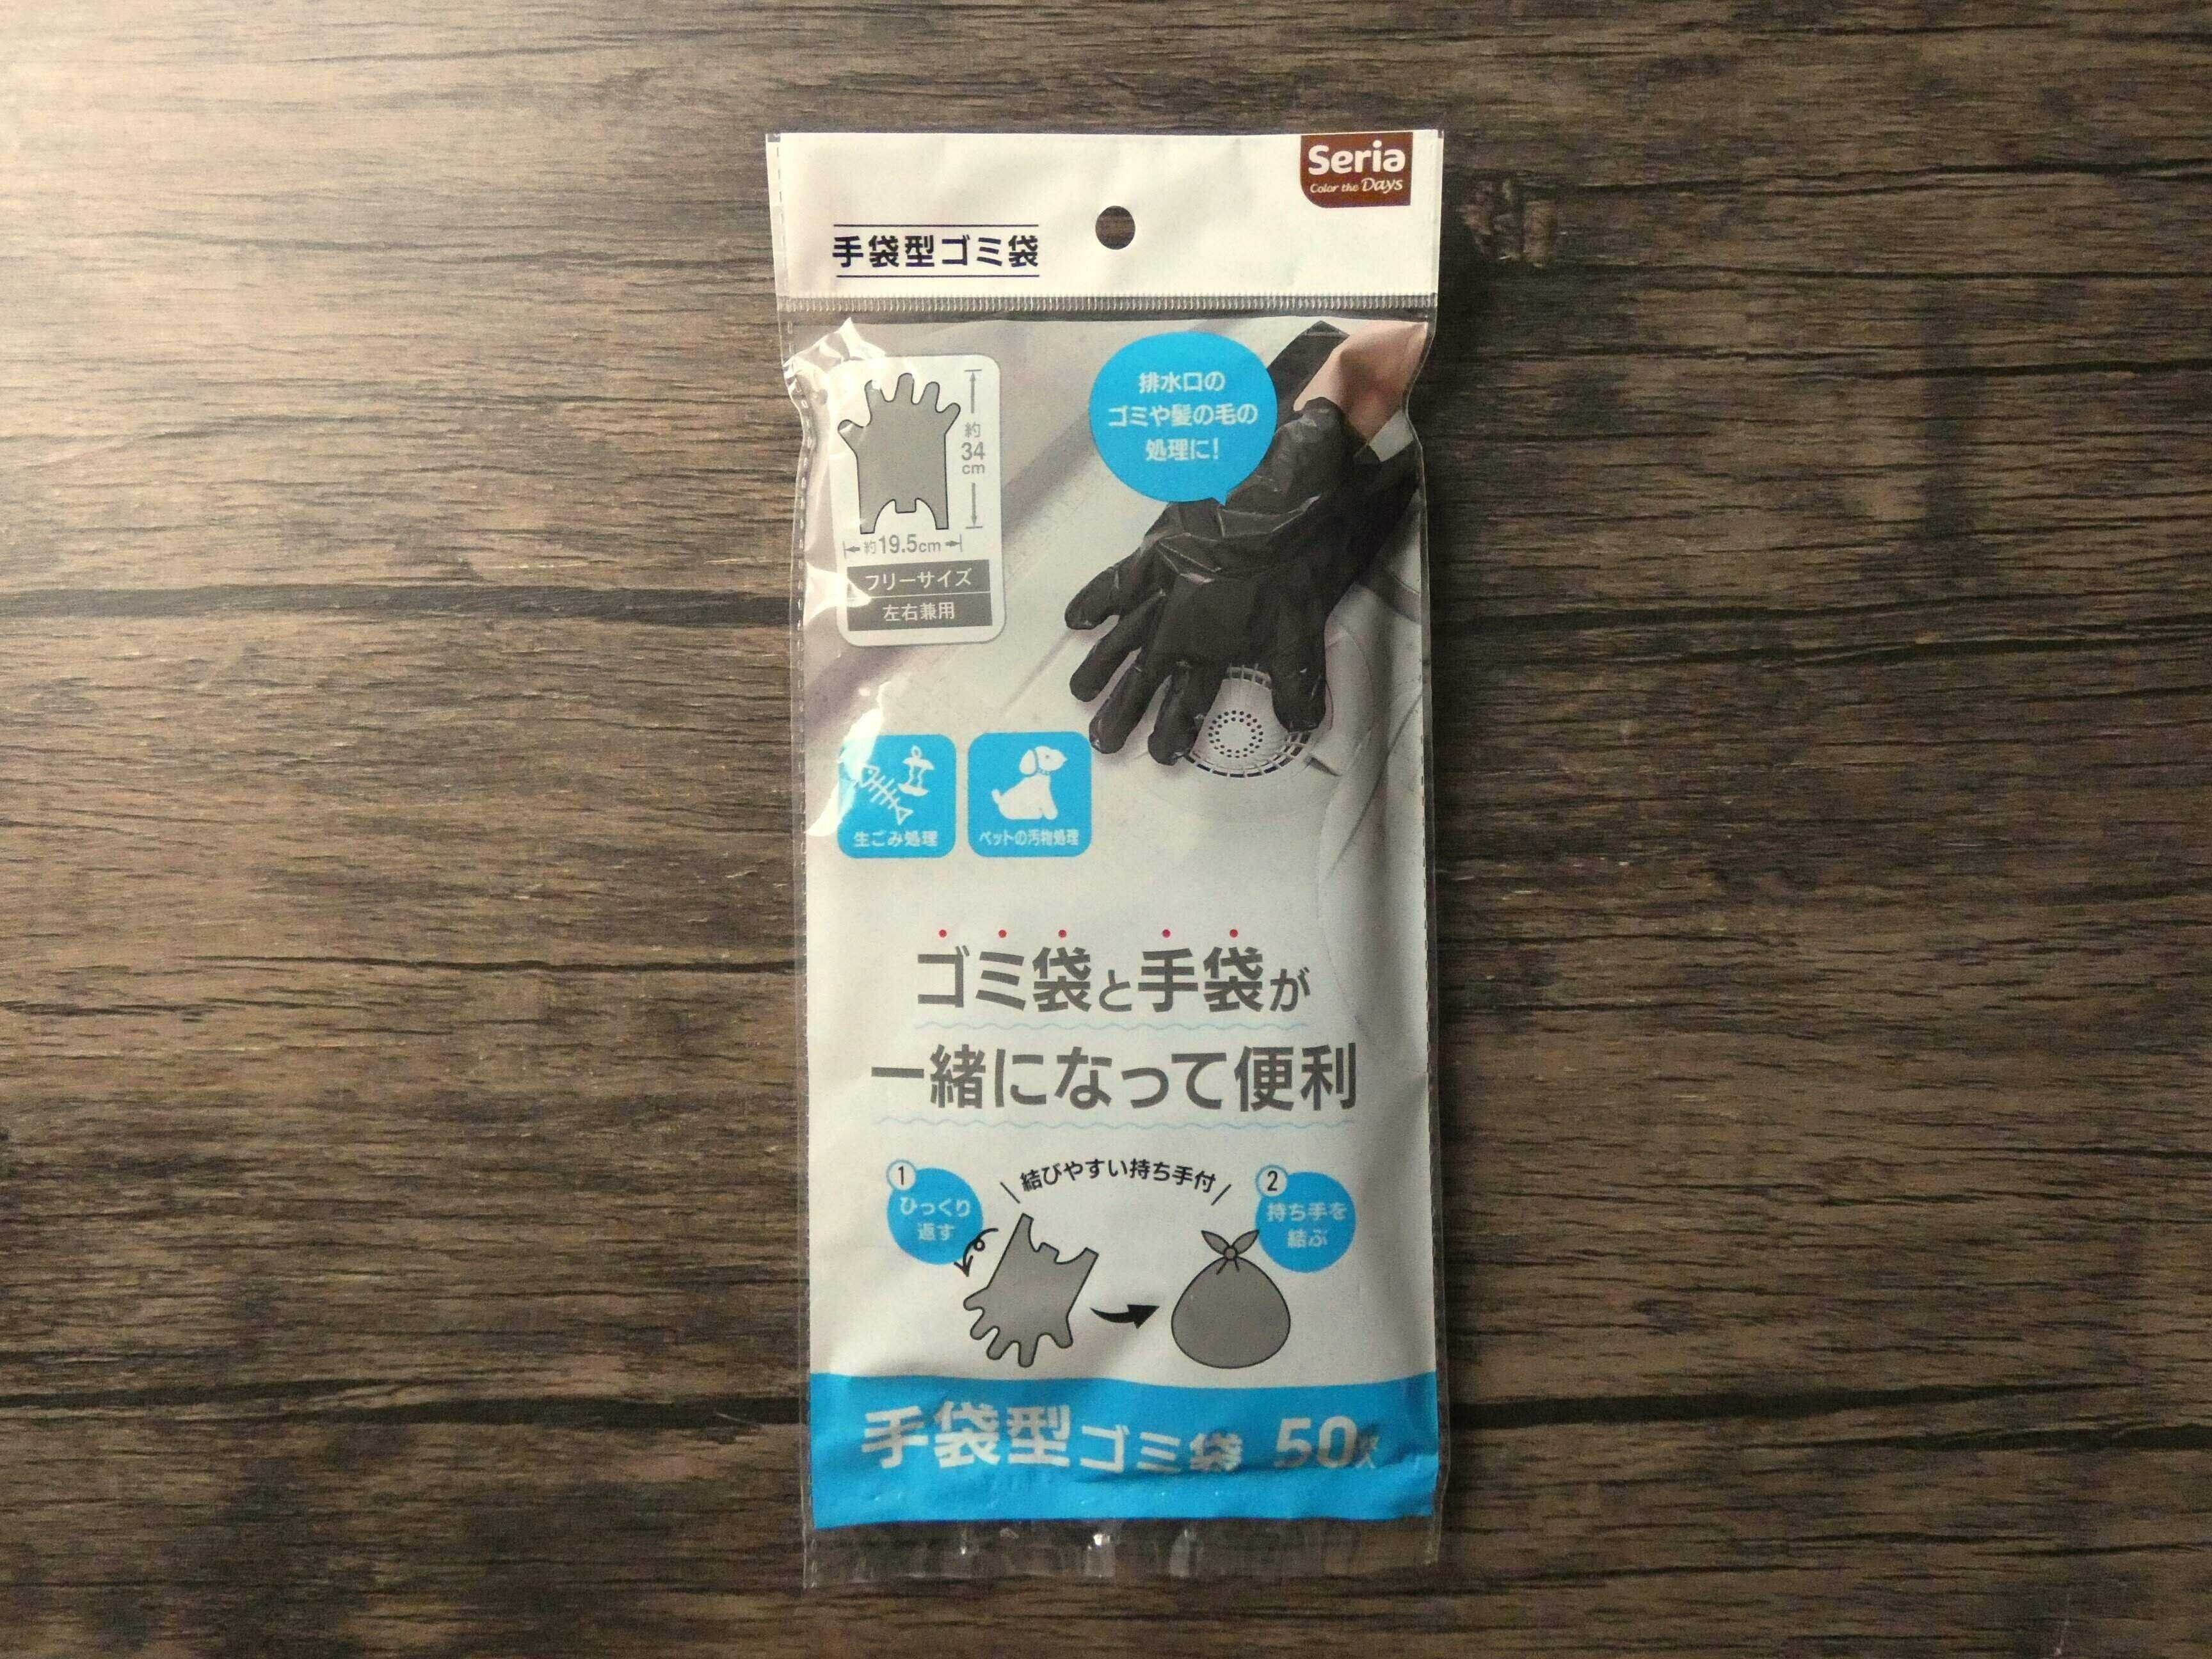 Seria
Color the Days
手袋型ゴミ袋
排水口の
ゴミや髪の毛の
処理に!
約
34
cm
約19.5cm
フリーサイズ
左右兼用
生ごみ処理
ペットの汚物処理
ゴミ袋と手袋が
一緒になって便利
結びやすい持ち手付
1
ひっくり
返す
2
持ち手を
結ぶ
手袋型ゴミ袋 50枚